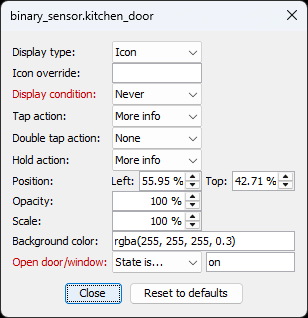 binary_sensor.kitchen_door
Display type: Icon
Icon override:
Display condition: Never
Tap action: More info
Double tap action: None
Hold action: More info
Position: Left: 55.95 % Top: 42.71 %
Opacity: 100 %
Scale: 100 %
Background color: rgba(255, 255, 255, 0.3)
Open door/window: State is... on
Close Reset to defaults